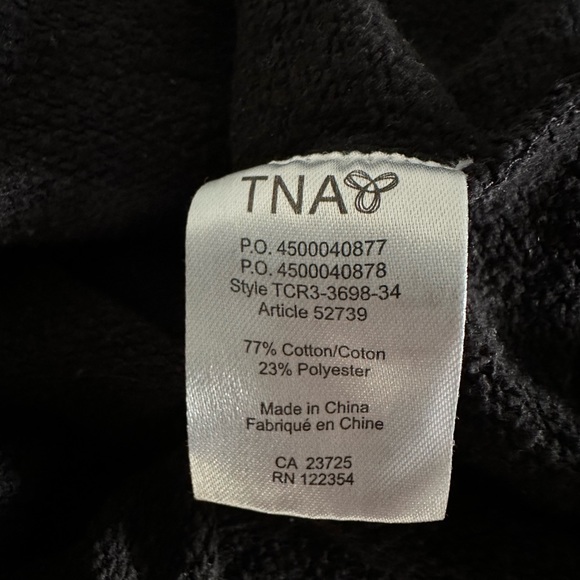 TNA
P.O. 4500040877
P.O. 4500040878
Style TCR3-3698-34
Article 52739
77% Cotton/Coton
23% Polyester
Made in China
Fabriqué en Chine
CA 23725
RN 122354